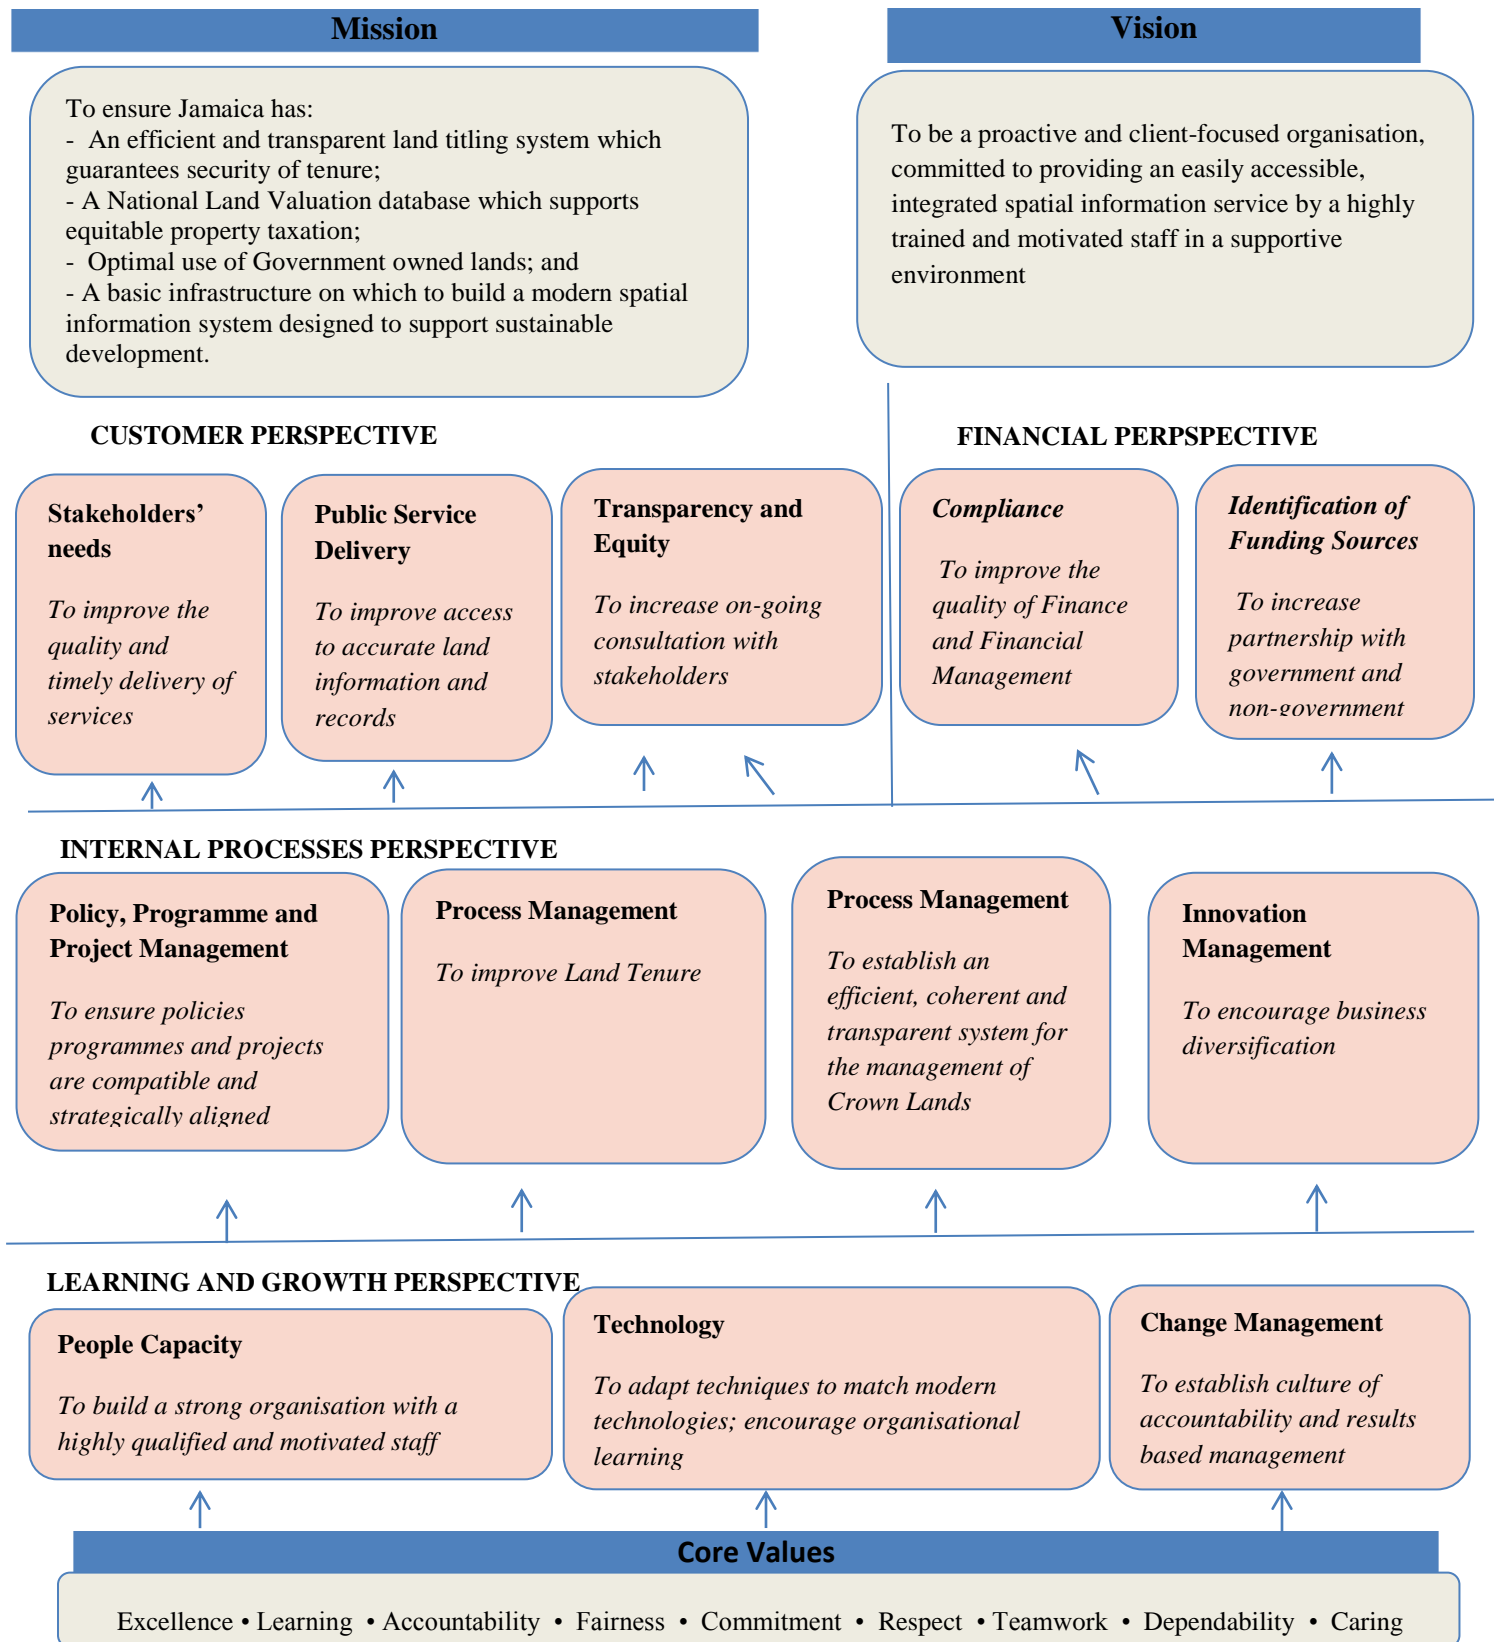 Mission
Vision
To ensure Jamaica has:
- An efficient and transparent land titling system which
guarantees security of tenure;
- A National Land Valuation database which supports
equitable property taxation;
- Optimal use of Government owned lands; and
- A basic infrastructure on which to build a modern spatial
information system designed to support sustainable
development.
To be a proactive and client-focused organisation,
committed to providing an easily accessible,
integrated spatial information service by a highly
trained and motivated staff in a supportive
environment
CUSTOMER PERSPECTIVE
FINANCIAL PERPSPECTIVE
Stakeholders’
needs
To improve the
quality and
timely delivery of
services
Public Service
Delivery
To improve access
to accurate land
information and
records
Transparency and
Equity
To increase on-going
consultation with
stakeholders
Compliance
To improve the
quality of Finance
and Financial
Management
Identification of
Funding Sources
To increase
partnership with
government and
non-government
INTERNAL PROCESSES PERSPECTIVE
Policy, Programme and
Project Management
To ensure policies
programmes and projects
are compatible and
strategically aligned
Process Management
To improve Land Tenure
Process Management
To establish an
efficient, coherent and
transparent system for
the management of
Crown Lands
Innovation
Management
To encourage business
diversification
LEARNING AND GROWTH PERSPECTIVE
People Capacity
To build a strong organisation with a
highly qualified and motivated staff
Technology
To adapt techniques to match modern
technologies; encourage organisational
learning
Change Management
To establish culture of
accountability and results
based management
Core Values
Excellence • Learning • Accountability • Fairness • Commitment • Respect • Teamwork • Dependability • Caring